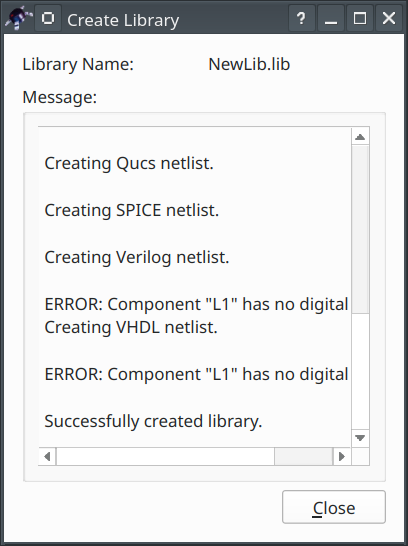 Create Library
Library Name: NewLib.lib
Message:
Creating Qucs netlist.
Creating SPICE netlist.
Creating Verilog netlist.
ERROR: Component "L1" has no digital
Creating VHDL netlist.
ERROR: Component "L1" has no digital
Successfully created library.
Close